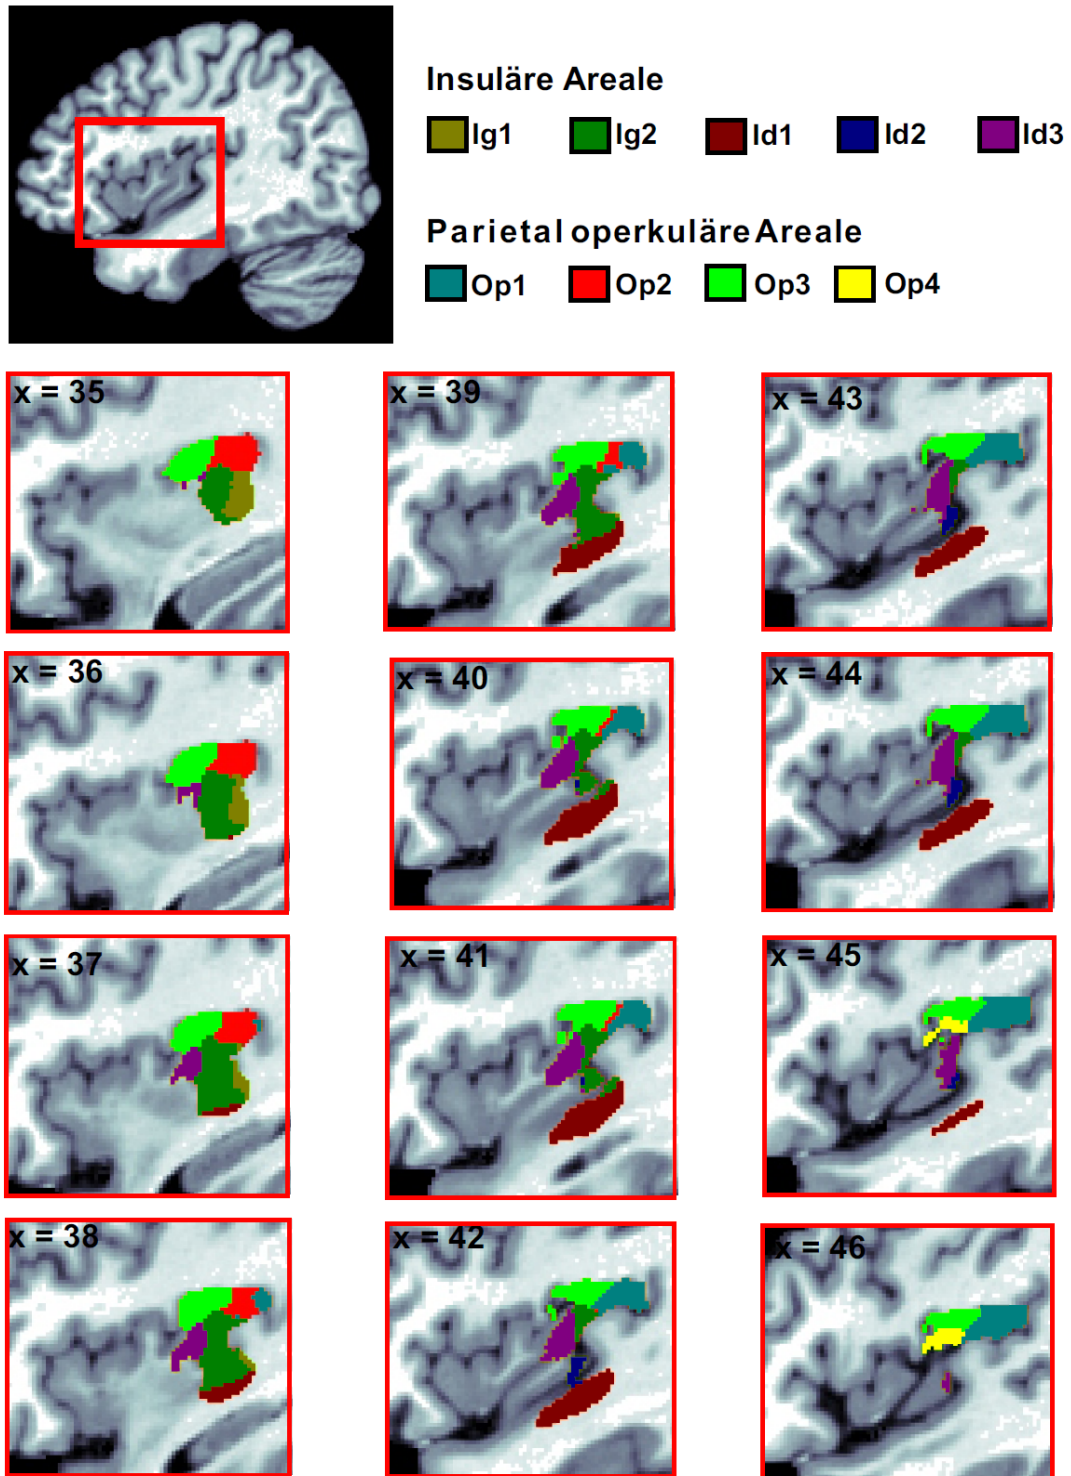 Insuläre Areale
Ig1 Ig2 Id1 Id2 Id3
Parietal operkuläre Areale
Op1 Op2 Op3 Op4
x = 35
x = 39
x = 43
x = 36
x = 40
x = 44
x = 37
x = 41
x = 45
x = 38
x = 42
x = 46